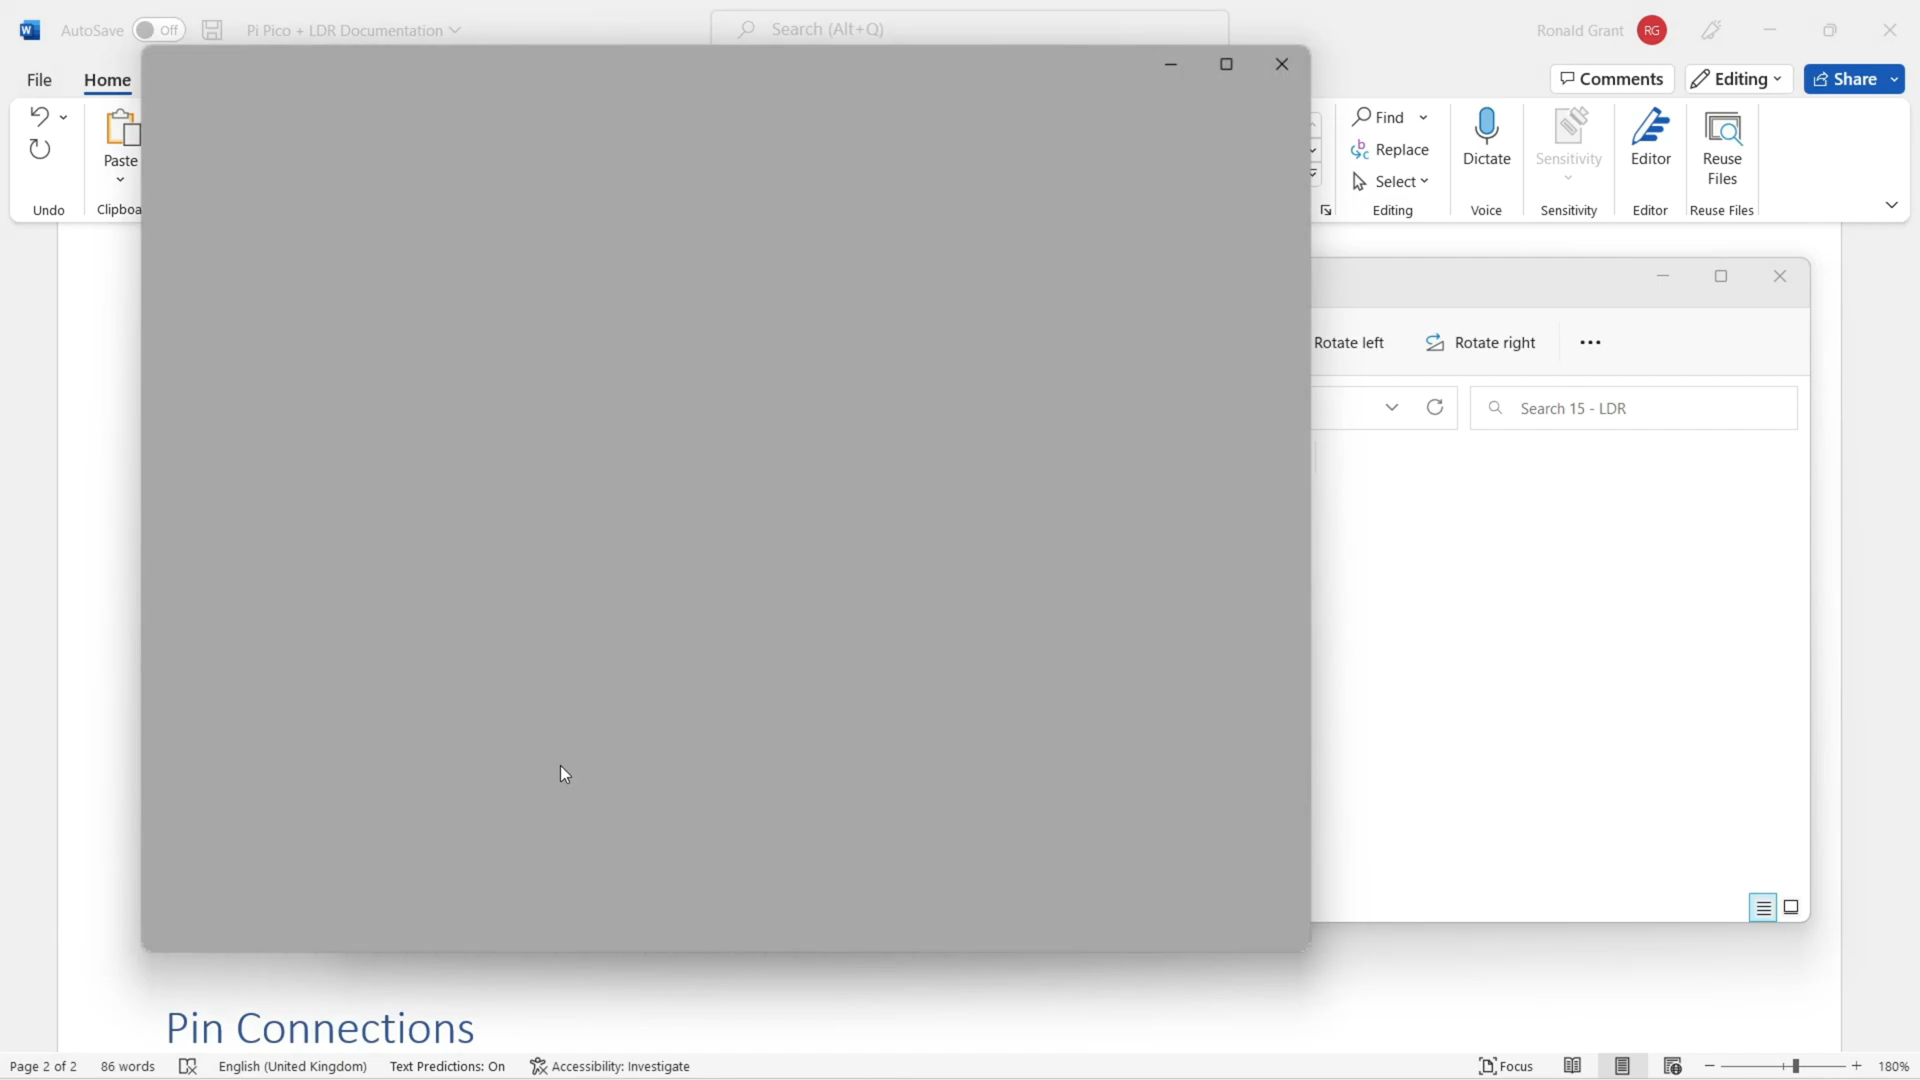 AutoSave Off Pi Pico + LDR Documentation Search (Alt+Q) Ronald Grant RG
File Home Comments Editing Share
Paste
Undo Clipboa
Find
Replace
Select
Editing
Dictate
Voice
Sensitivity
Sensitivity
Editor
Editor
Reuse
Files
Reuse Files
Rotate left Rotate right
Search 15 - LDR
Pin Connections
Page 2 of 2 86 words English (United Kingdom) Text Predictions: On Accessibility: Investigate Focus 180%